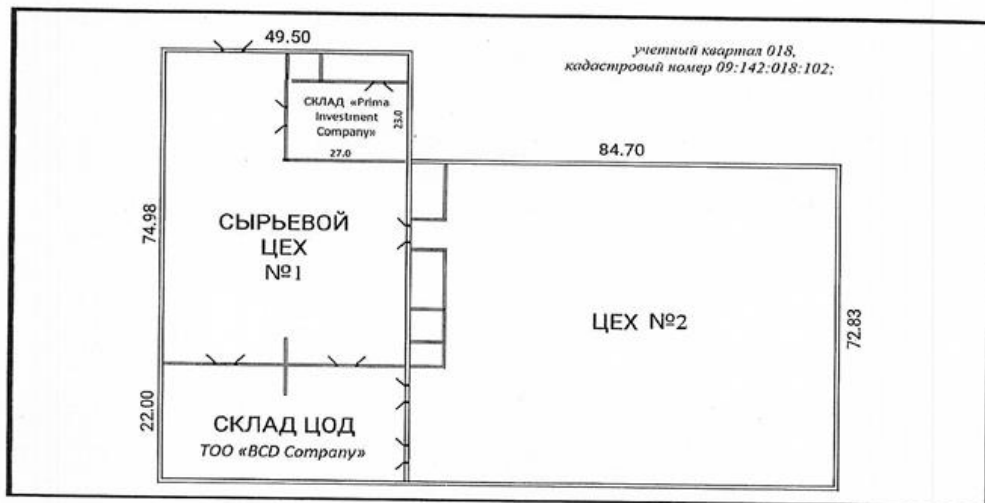 49.50
учетный квартал 018,
кадастровый номер 09:142:018:102;
СКЛАД «Prima
Investment
Company»
23.0
27.0
84.70
74.98
СЫРЬЕВОЙ
ЦЕХ
№1
ЦЕХ №2
72.83
22.00
СКЛАД ЦОД
ТОО «BCD Company»